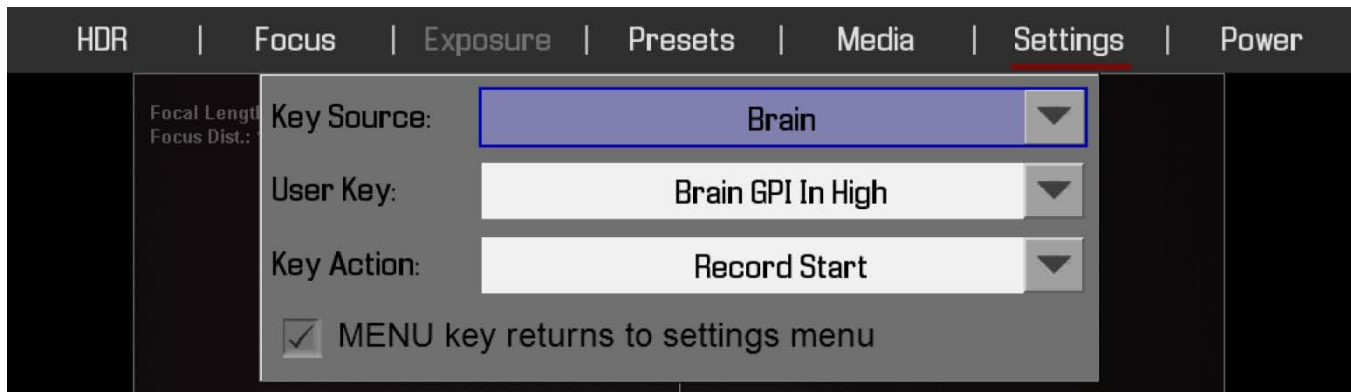 HDR | Focus | Exposure | Presets | Media | Settings | Power
Focal Lengt
Focus Dist.:
Key Source: Brain
User Key: Brain GPI In High
Key Action: Record Start
MENU key returns to settings menu